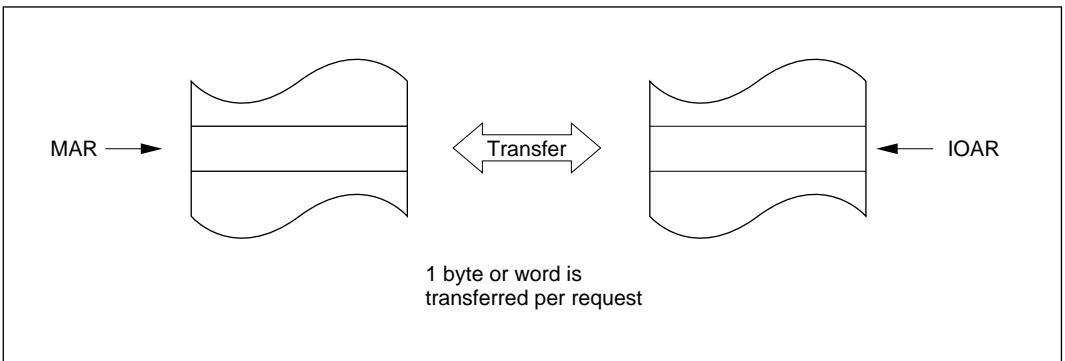 MAR
Transfer
IOAR
1 byte or word is
transferred per request